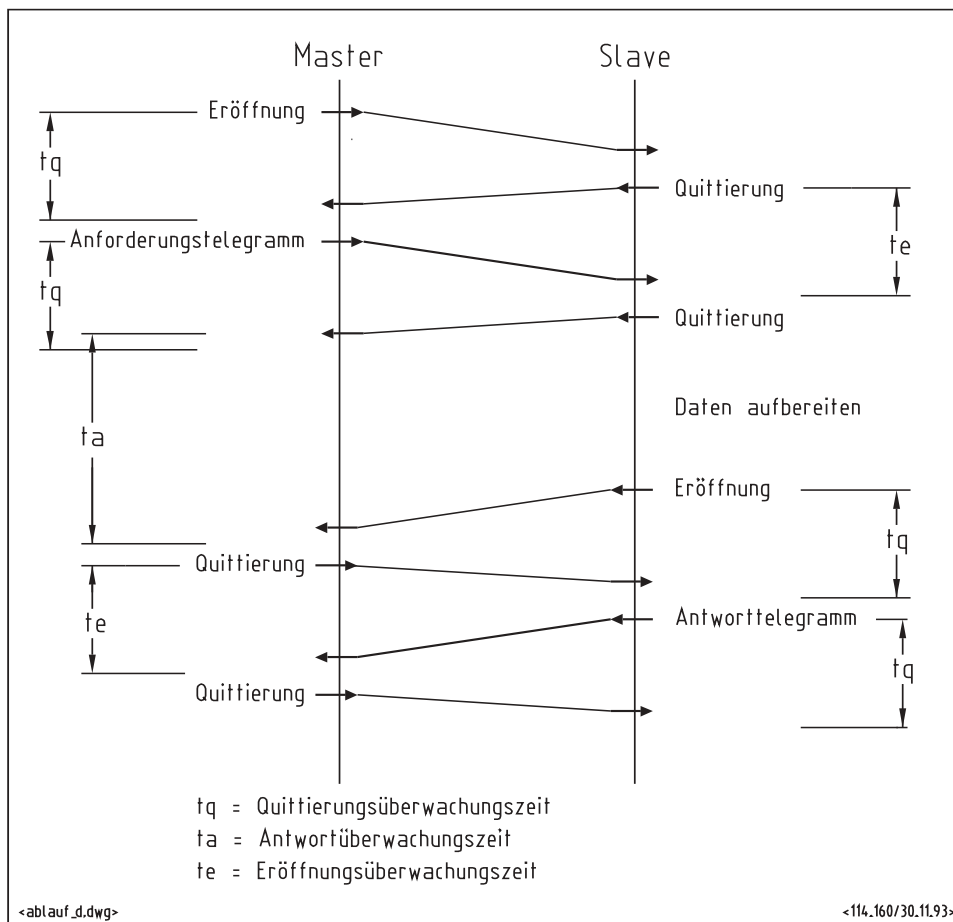 Master Slave
Eröffnung
tq
Quittierung
Anforderungstelegramm
te
tq
Quittierung
Daten aufbereiten
ta
Eröffnung
tq
Quittierung
te
Antworttelegramm
tq
Quittierung
tq = Quittierungsüberwachungszeit
ta = Antwortüberwachungszeit
te = Eröffnungsüberwachungszeit
<ablauf_d.dwg> <114.160/30.11.93>